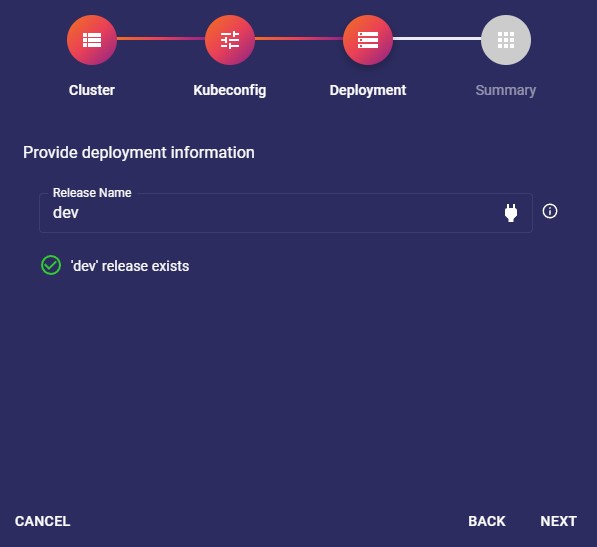 Cluster
Kubeconfig
Deployment
Summary
Provide deployment information
Release Name
dev
'dev' release exists
CANCEL
BACK
NEXT